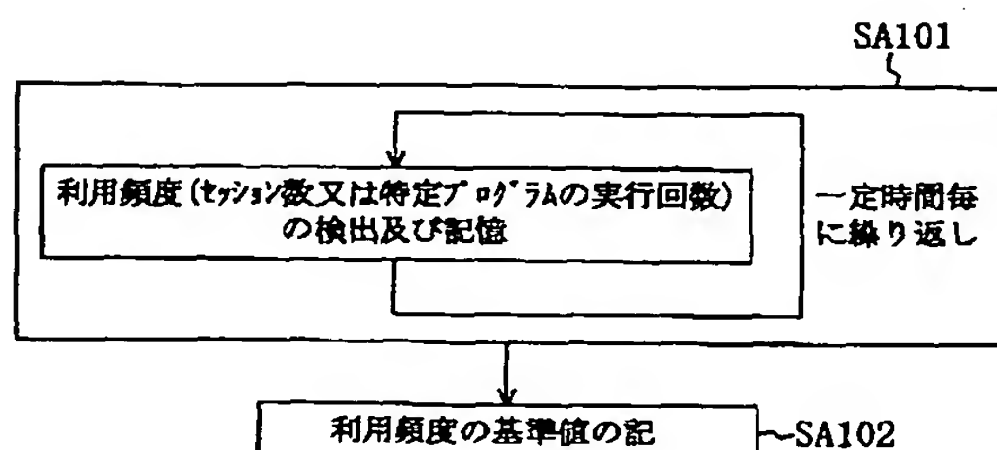 SA101
利用頻度(ｾｯｼｮﾝ数又は特定ﾌﾟﾛｸﾞﾗﾑの実行回数)
の検出及び記憶
一定時間毎
に繰り返し
利用頻度の基準値の記
SA102